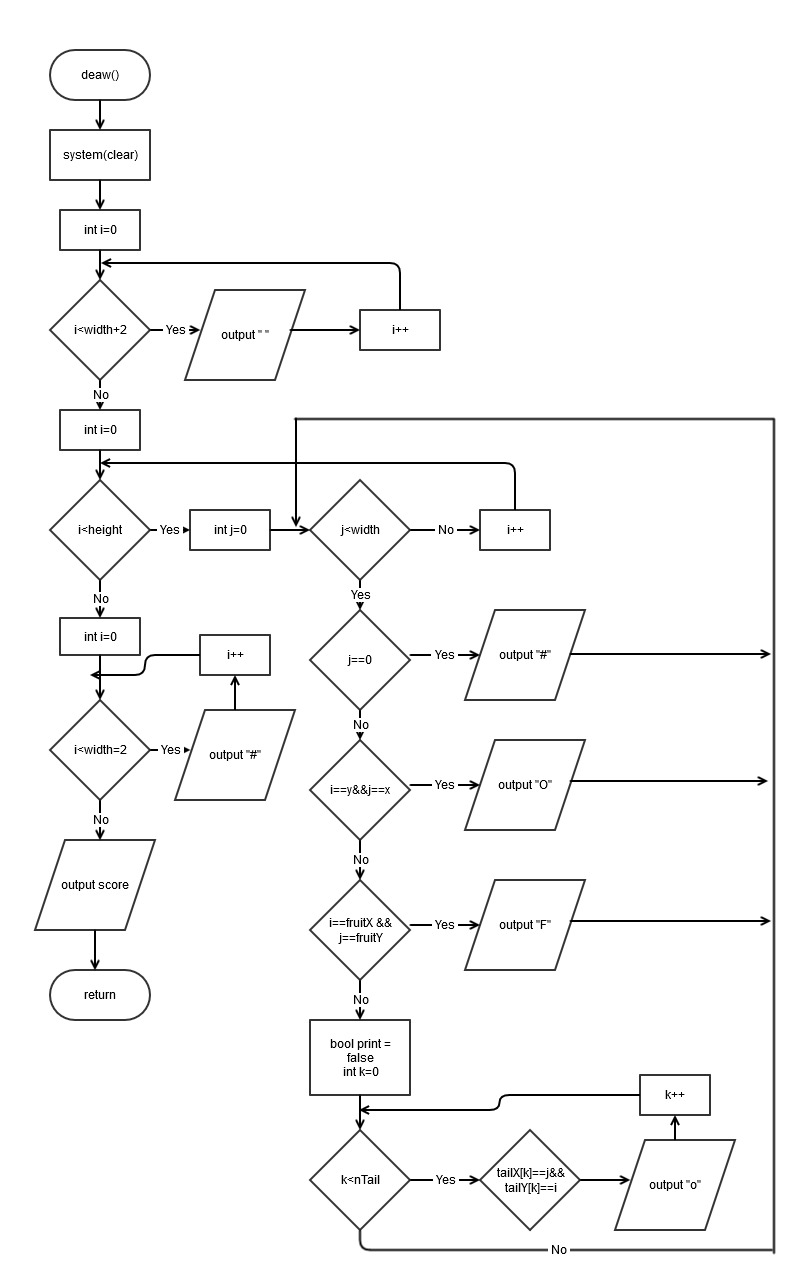 deaw()
system(clear)
int i=0
i<width+2
Yes
output " "
i++
No
int i=0
i<height
Yes
int j=0
j<width
No
i++
No
Yes
int i=0
i++
j==0
Yes
output "#"
No
i<width=2
Yes
output "#"
i==y&&j==x
Yes
output "O"
No
No
output score
i==fruitX &&
j==fruitY
Yes
output "F"
return
No
bool print =
false
int k=0
k++
k<nTail
Yes
tailX[k]==j&&
tailY[k]==i
output "o"
No